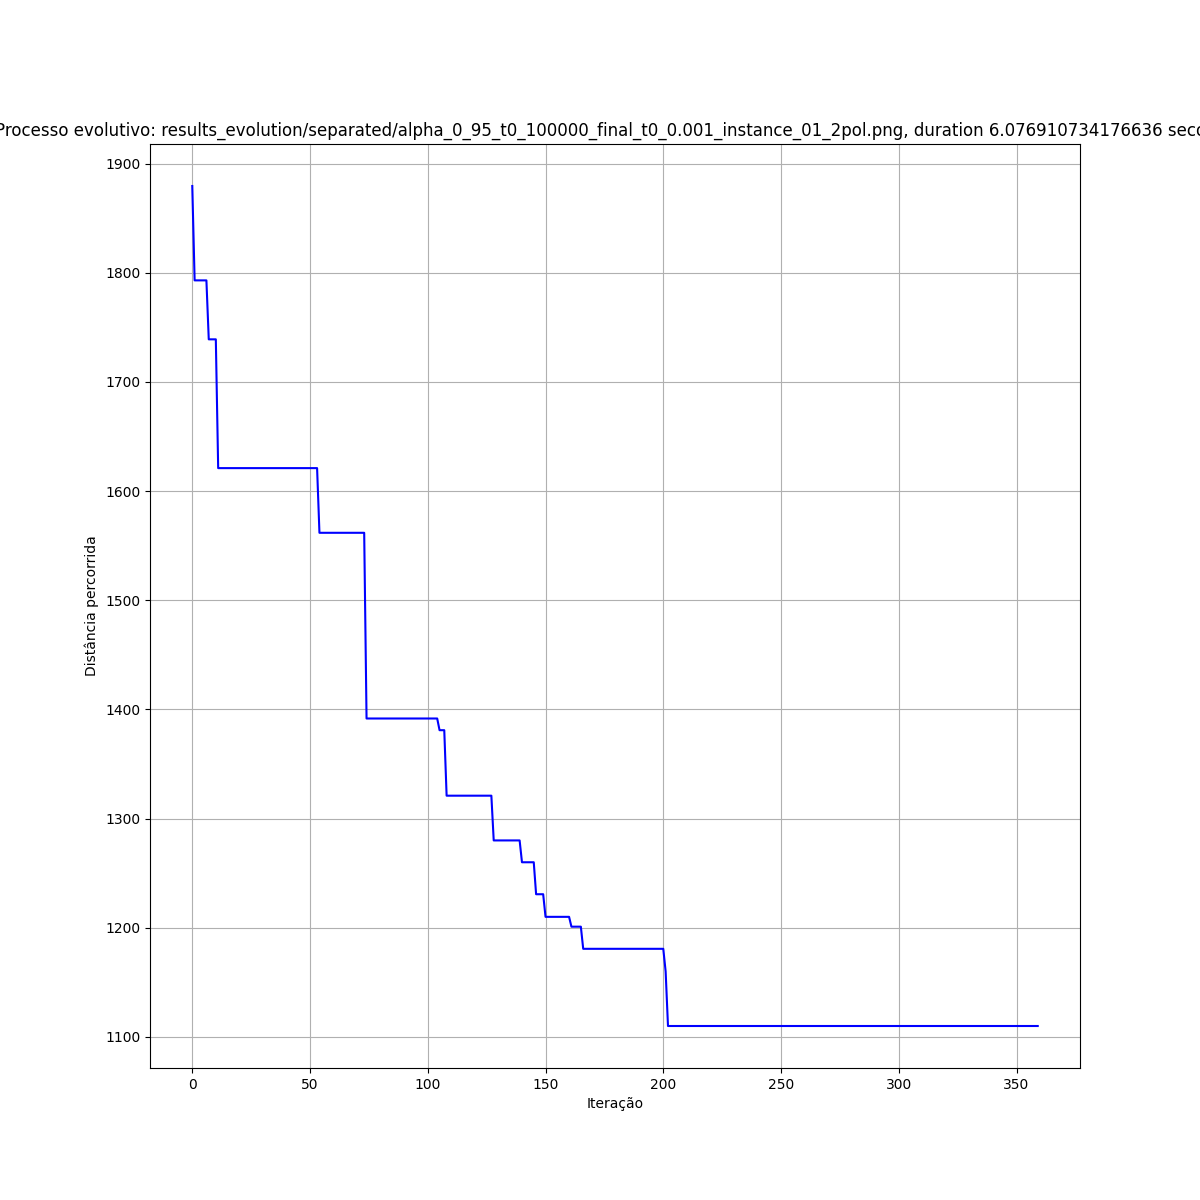 Processo evolutivo: results_evolution/separated/alpha_0_95_t0_100000_final_t0_0.001_instance_01_2pol.png, duration 6.076910734176636 seco
1900
1800
1700
1600
1500
1400
1300
1200
1100
Distância percorrida
0 50 100 150 200 250 300 350
Iteração